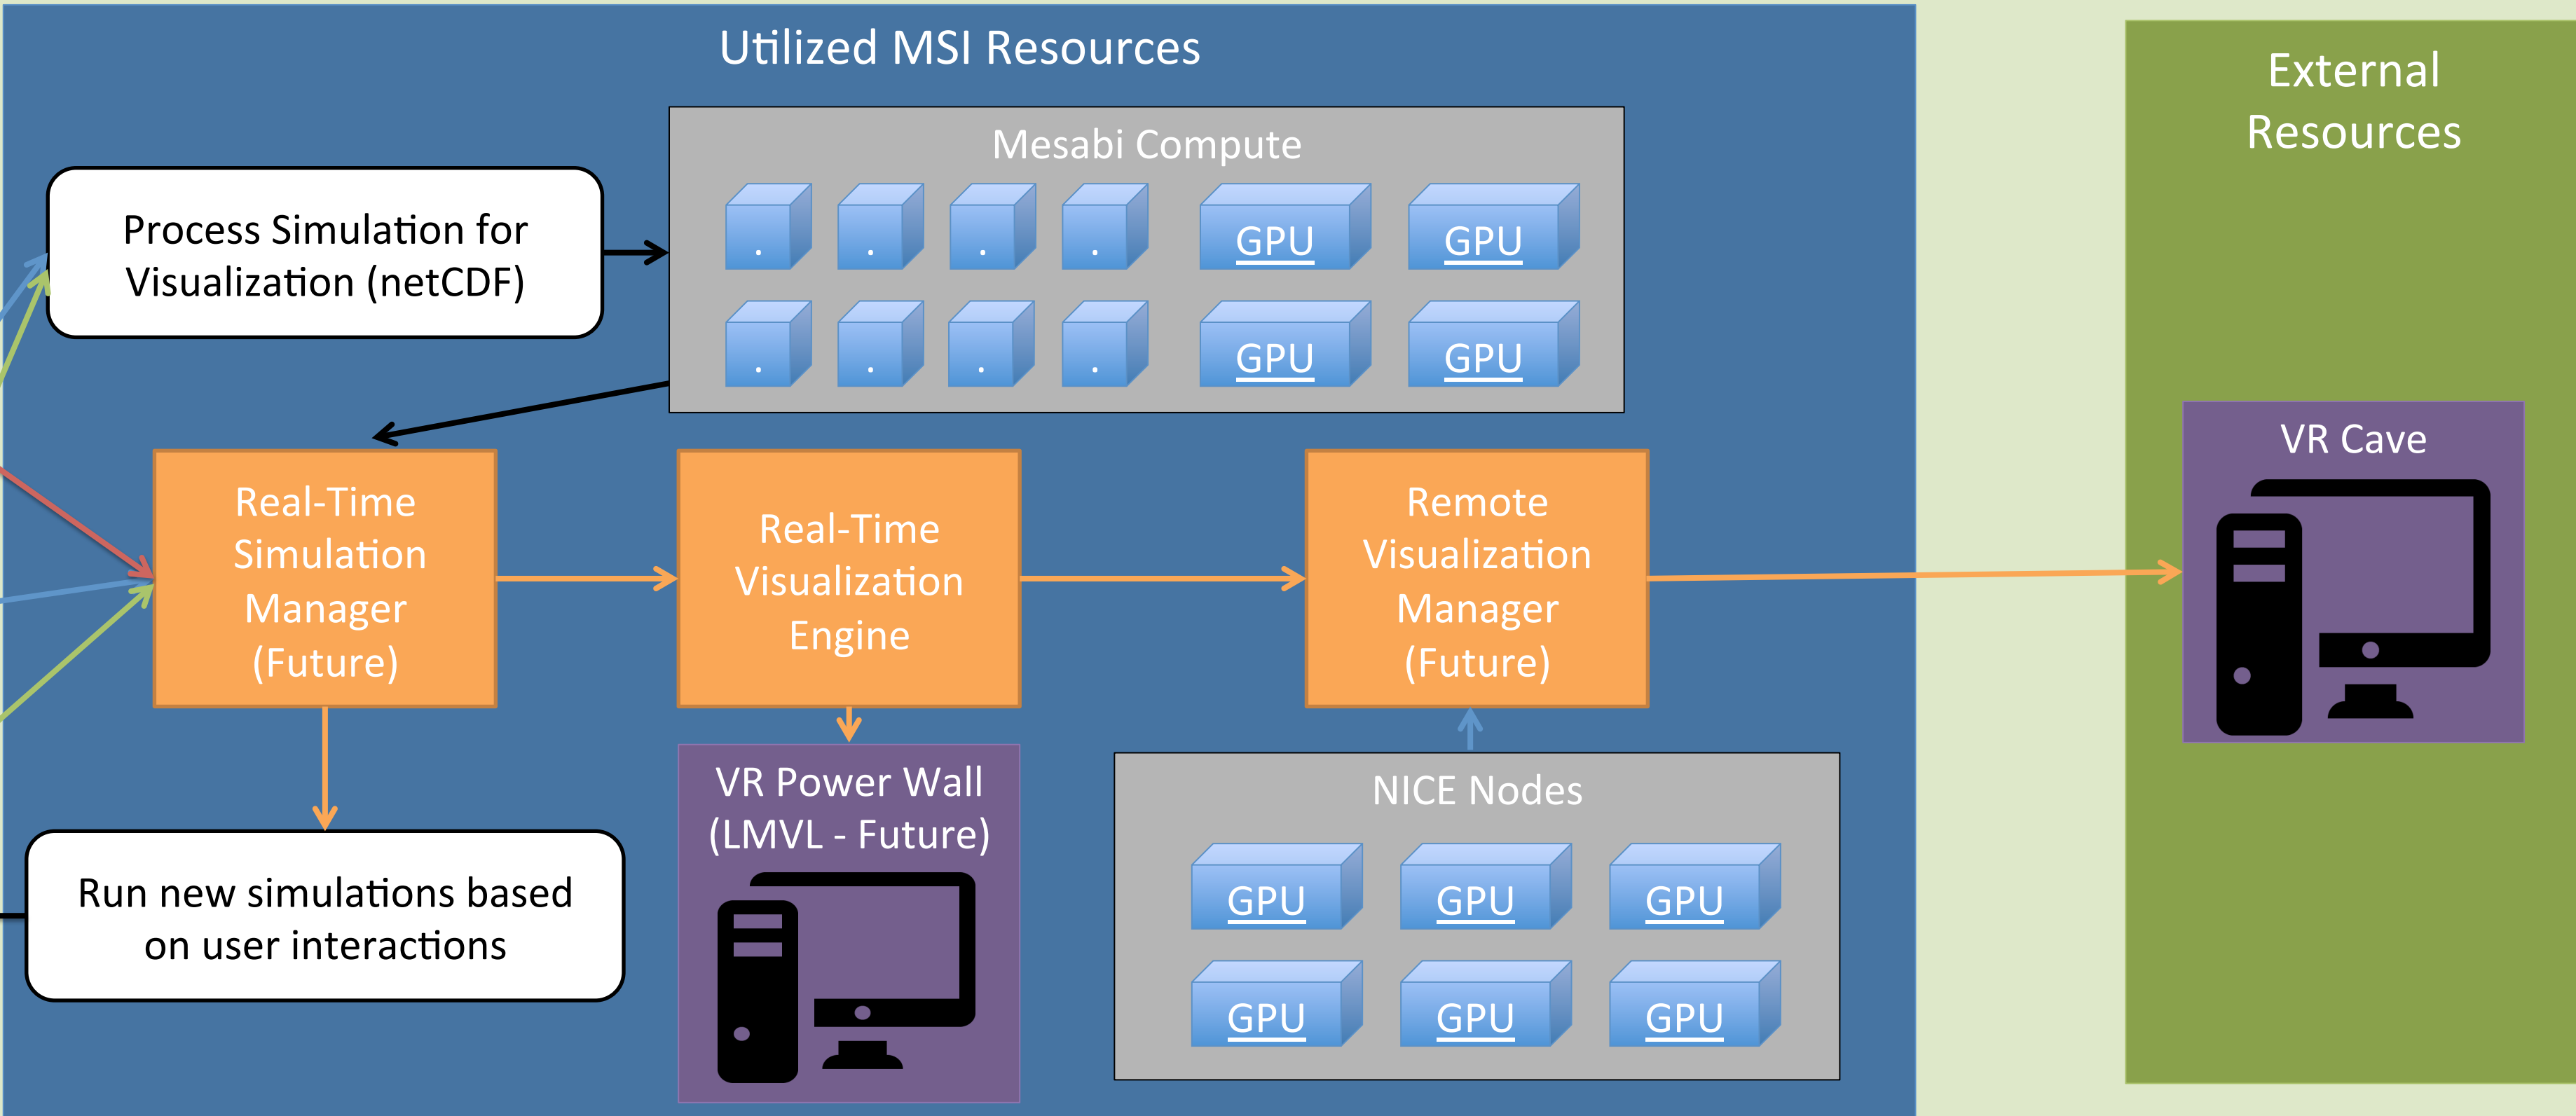 Utilized MSI Resources
External
Resources
Mesabi Compute
Process Simulation for
Visualization (netCDF)
. . . . GPU GPU
. . . . GPU GPU
VR Cave
Real-Time
Simulation
Manager
(Future)
Real-Time
Visualization
Engine
Remote
Visualization
Manager
(Future)
VR Power Wall
(LMVL - Future)
NICE Nodes
GPU GPU GPU
GPU GPU GPU
Run new simulations based
on user interactions